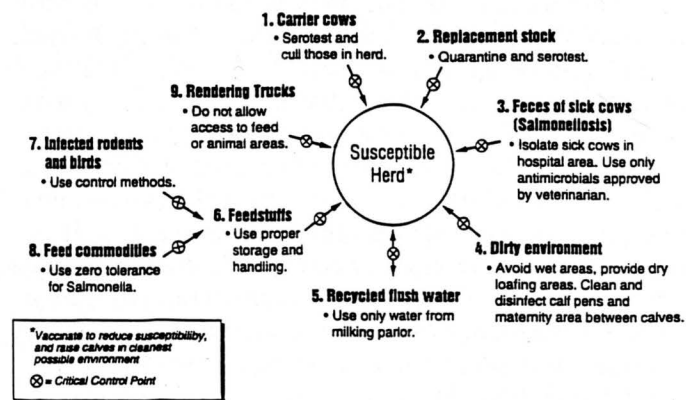 1. Carrier cows
• Serotest and
cull those in herd.
2. Replacement stock
• Quarantine and serotest.
9. Rendering Trucks
• Do not allow
access to feed
or animal areas.
3. Feces of sick cows
(Salmonellosis)
• Isolate sick cows in
hospital area. Use only
antimicrobials approved
by veterinarian.
7. Infected rodents
and birds
• Use control methods.
Susceptible
Herd*
6. Feedstuffs
• Use proper
storage and
handling.
8. Feed commodities
• Use zero tolerance
for Salmonella.
4. Dirty environment
• Avoid wet areas, provide dry
loafing areas. Clean and
disinfect calf pens and
maternity area between calves.
5. Recycled flush water
• Use only water from
milking parlor.
*Vaccinate to reduce susceptibiliby,
and raise calves in cleanest
possible environment
⊗ = Critical Control Point